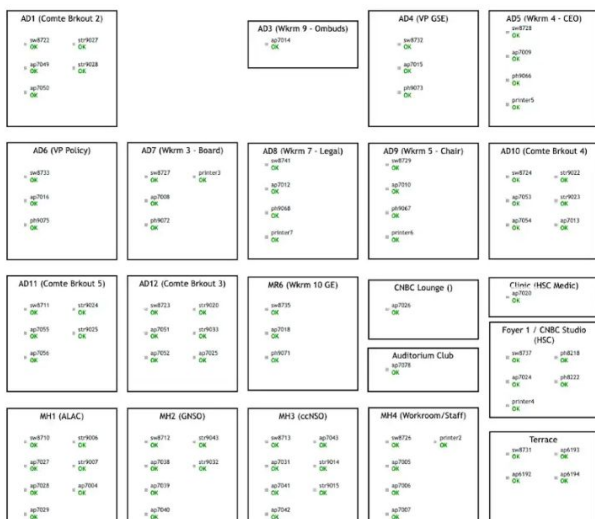 AD1 (Comte Brkout 2)
sw8722 str9027
OK OK
ap7049 str9028
OK OK
ap7050
OK
AD3 (Wkrm 9 - Ombuds)
ap7014
OK
AD4 (VP GSE)
sw8732
OK
ap7015
OK
ph9073
OK
AD5 (Wkrm 4 - CEO)
sw8728
OK
ap7009
OK
ph9066
OK
printer5
OK
AD6 (VP Policy)
sw8733
OK
ap7016
OK
ph9075
OK
AD7 (Wkrm 3 - Board)
sw8727 printer3
OK OK
ap7008
OK
ph9072
OK
AD8 (Wkrm 7 - Legal)
sw8741
OK
ap7012
OK
ph9068
OK
printer7
OK
AD9 (Wkrm 5 - Chair)
sw8729
OK
ap7010
OK
ph9067
OK
printer6
OK
AD10 (Comte Brkout 4)
sw8724 str9022
OK OK
ap7053 str9023
OK OK
ap7054 ap7013
OK OK
AD11 (Comte Brkout 5)
sw8711 str9024
OK OK
ap7055 str9025
OK OK
ap7056
OK
AD12 (Comte Brkout 3)
sw8723 str9020
OK OK
ap7051 str9033
OK OK
ap7052 ap7025
OK OK
MR6 (Wkrm 10 GE)
sw8735
OK
ap7018
OK
ph9071
OK
CNBC Lounge ()
ap7026
OK
Auditorium Club
ap7078
OK
Clinic (HSC Medic)
ap7020
OK
Foyer 1 / CNBC Studio
(HSC)
sw8737 ph8218
OK OK
ap7024 ph8222
OK OK
printer4
OK
MH1 (ALAC)
sw8710 str9006
OK OK
ap7027 str9007
OK OK
ap7028 ap7004
OK OK
ap7029
OK
MH2 (GNSO)
sw8712 str9043
OK OK
ap7038 str9032
OK OK
ap7039
OK
ap7040
OK
MH3 (ccNSO)
sw8713 ap7043
OK OK
ap7031 str9014
OK OK
ap7041 str9015
OK OK
ap7042
OK
MH4 (Workroom/Staff)
sw8726 printer2
OK OK
ap7005
OK
ap7006
OK
ap7007
OK
Terrace
sw8731 ap6193
OK OK
ap6192 ap6194
OK OK